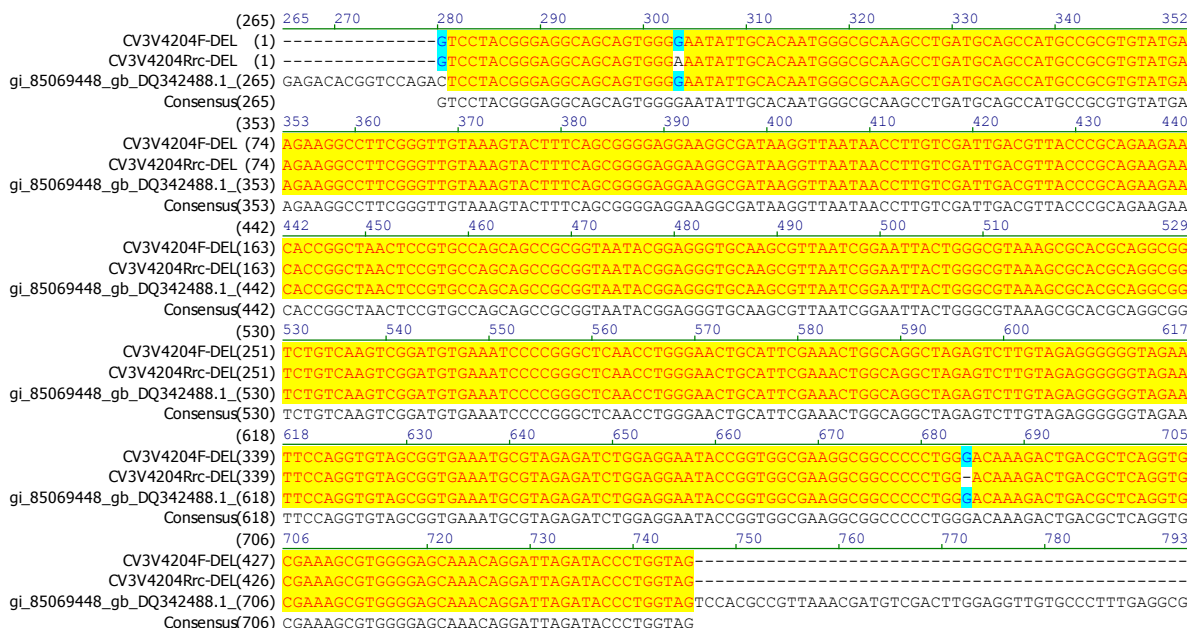 (265) 265 270 280 290 300 310 320 330 340 352
CV3V4204F-DEL (1) ---------------GTCCTACGGGAGGCAGCAGTGGGGAATATTGCACAATGGGCGCAAGCCTGATGCAGCCATGCCGCGTGTATGA
CV3V4204Rrc-DEL (1) ---------------GTCCTACGGGAGGCAGCAGTGGGAAATATTGCACAATGGGCGCAAGCCTGATGCAGCCATGCCGCGTGTATGA
gi_85069448_gb_DQ342488.1_(265) GAGACACGGTCCAGACTCCTACGGGAGGCAGCAGTGGGGAATATTGCACAATGGGCGCAAGCCTGATGCAGCCATGCCGCGTGTATGA
Consensus(265) GTCCTACGGGAGGCAGCAGTGGGGAATATTGCACAATGGGCGCAAGCCTGATGCAGCCATGCCGCGTGTATGA
(353) 353 360 370 380 390 400 410 420 430 440
CV3V4204F-DEL (74) AGAAGGCCTTCGGGTTGTAAAGTACTTTCAGCGGGGAGGAAGGCGATAAGGTTAATAACCTTGTCGATTGACGTTACCCGCAGAAGAA
CV3V4204Rrc-DEL (74) AGAAGGCCTTCGGGTTGTAAAGTACTTTCAGCGGGGAGGAAGGCGATAAGGTTAATAACCTTGTCGATTGACGTTACCCGCAGAAGAA
gi_85069448_gb_DQ342488.1_(353) AGAAGGCCTTCGGGTTGTAAAGTACTTTCAGCGGGGAGGAAGGCGATAAGGTTAATAACCTTGTCGATTGACGTTACCCGCAGAAGAA
Consensus(353) AGAAGGCCTTCGGGTTGTAAAGTACTTTCAGCGGGGAGGAAGGCGATAAGGTTAATAACCTTGTCGATTGACGTTACCCGCAGAAGAA
(442) 442 450 460 470 480 490 500 510 529
CV3V4204F-DEL(163) CACCGGCTAACTCCGTGCCAGCAGCCGCGGTAATACGGAGGGTGCAAGCGTTAATCGGAATTACTGGGCGTAAAGCGCACGCAGGCGG
CV3V4204Rrc-DEL(163) CACCGGCTAACTCCGTGCCAGCAGCCGCGGTAATACGGAGGGTGCAAGCGTTAATCGGAATTACTGGGCGTAAAGCGCACGCAGGCGG
gi_85069448_gb_DQ342488.1_(442) CACCGGCTAACTCCGTGCCAGCAGCCGCGGTAATACGGAGGGTGCAAGCGTTAATCGGAATTACTGGGCGTAAAGCGCACGCAGGCGG
Consensus(442) CACCGGCTAACTCCGTGCCAGCAGCCGCGGTAATACGGAGGGTGCAAGCGTTAATCGGAATTACTGGGCGTAAAGCGCACGCAGGCGG
(530) 530 540 550 560 570 580 590 600 617
CV3V4204F-DEL(251) TCTGTCAAGTCGGATGTGAAATCCCCGGGCTCAACCTGGGAACTGCATTCGAAACTGGCAGGCTAGAGTCTTGTAGAGGGGGGTAGAA
CV3V4204Rrc-DEL(251) TCTGTCAAGTCGGATGTGAAATCCCCGGGCTCAACCTGGGAACTGCATTCGAAACTGGCAGGCTAGAGTCTTGTAGAGGGGGGTAGAA
gi_85069448_gb_DQ342488.1_(530) TCTGTCAAGTCGGATGTGAAATCCCCGGGCTCAACCTGGGAACTGCATTCGAAACTGGCAGGCTAGAGTCTTGTAGAGGGGGGTAGAA
Consensus(530) TCTGTCAAGTCGGATGTGAAATCCCCGGGCTCAACCTGGGAACTGCATTCGAAACTGGCAGGCTAGAGTCTTGTAGAGGGGGGTAGAA
(618) 618 630 640 650 660 670 680 690 705
CV3V4204F-DEL(339) TTCCAGGTGTAGCGGTGAAATGCGTAGAGATCTGGAGGAATACCGGTGGCGAAGGCGGCCCCCTGGGACAAAGACTGACGCTCAGGTG
CV3V4204Rrc-DEL(339) TTCCAGGTGTAGCGGTGAAATGCGTAGAGATCTGGAGGAATACCGGTGGCGAAGGCGGCCCCCTGG-ACAAAGACTGACGCTCAGGTG
gi_85069448_gb_DQ342488.1_(618) TTCCAGGTGTAGCGGTGAAATGCGTAGAGATCTGGAGGAATACCGGTGGCGAAGGCGGCCCCCTGGGACAAAGACTGACGCTCAGGTG
Consensus(618) TTCCAGGTGTAGCGGTGAAATGCGTAGAGATCTGGAGGAATACCGGTGGCGAAGGCGGCCCCCTGGGACAAAGACTGACGCTCAGGTG
(706) 706 720 730 740 750 760 770 780 793
CV3V4204F-DEL(427) CGAAAGCGTGGGGAGCAAACAGGATTAGATACCCTGGTAG------------------------------------------------
CV3V4204Rrc-DEL(426) CGAAAGCGTGGGGAGCAAACAGGATTAGATACCCTGGTAG------------------------------------------------
gi_85069448_gb_DQ342488.1_(706) CGAAAGCGTGGGGAGCAAACAGGATTAGATACCCTGGTAGTCCACGCCGTTAAACGATGTCGACTTGGAGGTTGTGCCCTTTGAGGCG
Consensus(706) CGAAAGCGTGGGGAGCAAACAGGATTAGATACCCTGGTAG